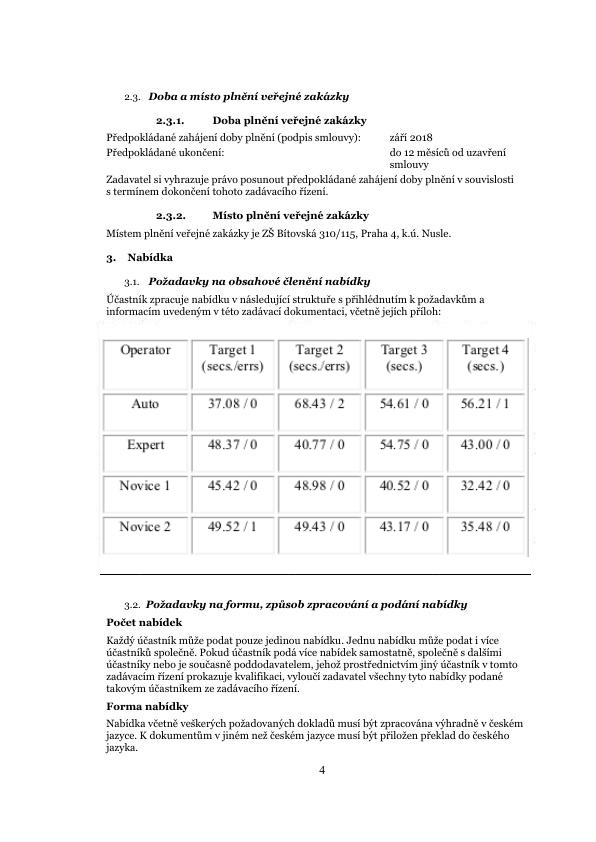 2.3. Doba a místo plnění veřejné zakázky
2.3.1. Doba plnění veřejné zakázky
Předpokládané zahájení doby plnění (podpis smlouvy): září 2018
Předpokládané ukončení: do 12 měsíců od uzavření
smlouvy
Zadavatel si vyhrazuje právo posunout předpokládané zahájení doby plnění v souvislosti
s termínem dokončení tohoto zadávacího řízení.
2.3.2. Místo plnění veřejné zakázky
Místem plnění veřejné zakázky je ZŠ Bítovská 310/115, Praha 4, k.ú. Nusle.
3. Nabídka
3.1. Požadavky na obsahové členění nabídky
Účastník zpracuje nabídku v následující struktuře s přihlédnutím k požadavkům a
informacím uvedeným v této zadávací dokumentaci, včetně jejích příloh:
Operator Target 1 Target 2 Target 3 Target 4
(secs./errs) (secs./errs) (secs.) (secs.)
Auto 37.08 / 0 68.43 / 2 54.61 / 0 56.21 / 1
Expert 48.37 / 0 40.77 / 0 54.75 / 0 43.00 / 0
Novice 1 45.42 / 0 48.98 / 0 40.52 / 0 32.42 / 0
Novice 2 49.52 / 1 49.43 / 0 43.17 / 0 35.48 / 0
3.2. Požadavky na formu, způsob zpracování a podání nabídky
Počet nabídek
Každý účastník může podat pouze jedinou nabídku. Jednu nabídku může podat i více
účastníků společně. Pokud účastník podá více nabídek samostatně, společně s dalšími
účastníky nebo je současně poddodavatelem, jehož prostřednictvím jiný účastník v tomto
zadávacím řízení prokazuje kvalifikaci, vyloučí zadavatel všechny tyto nabídky podané
takovým účastníkem ze zadávacího řízení.
Forma nabídky
Nabídka včetně veškerých požadovaných dokladů musí být zpracována výhradně v českém
jazyce. K dokumentům v jiném než českém jazyce musí být přiložen překlad do českého
jazyka.
4